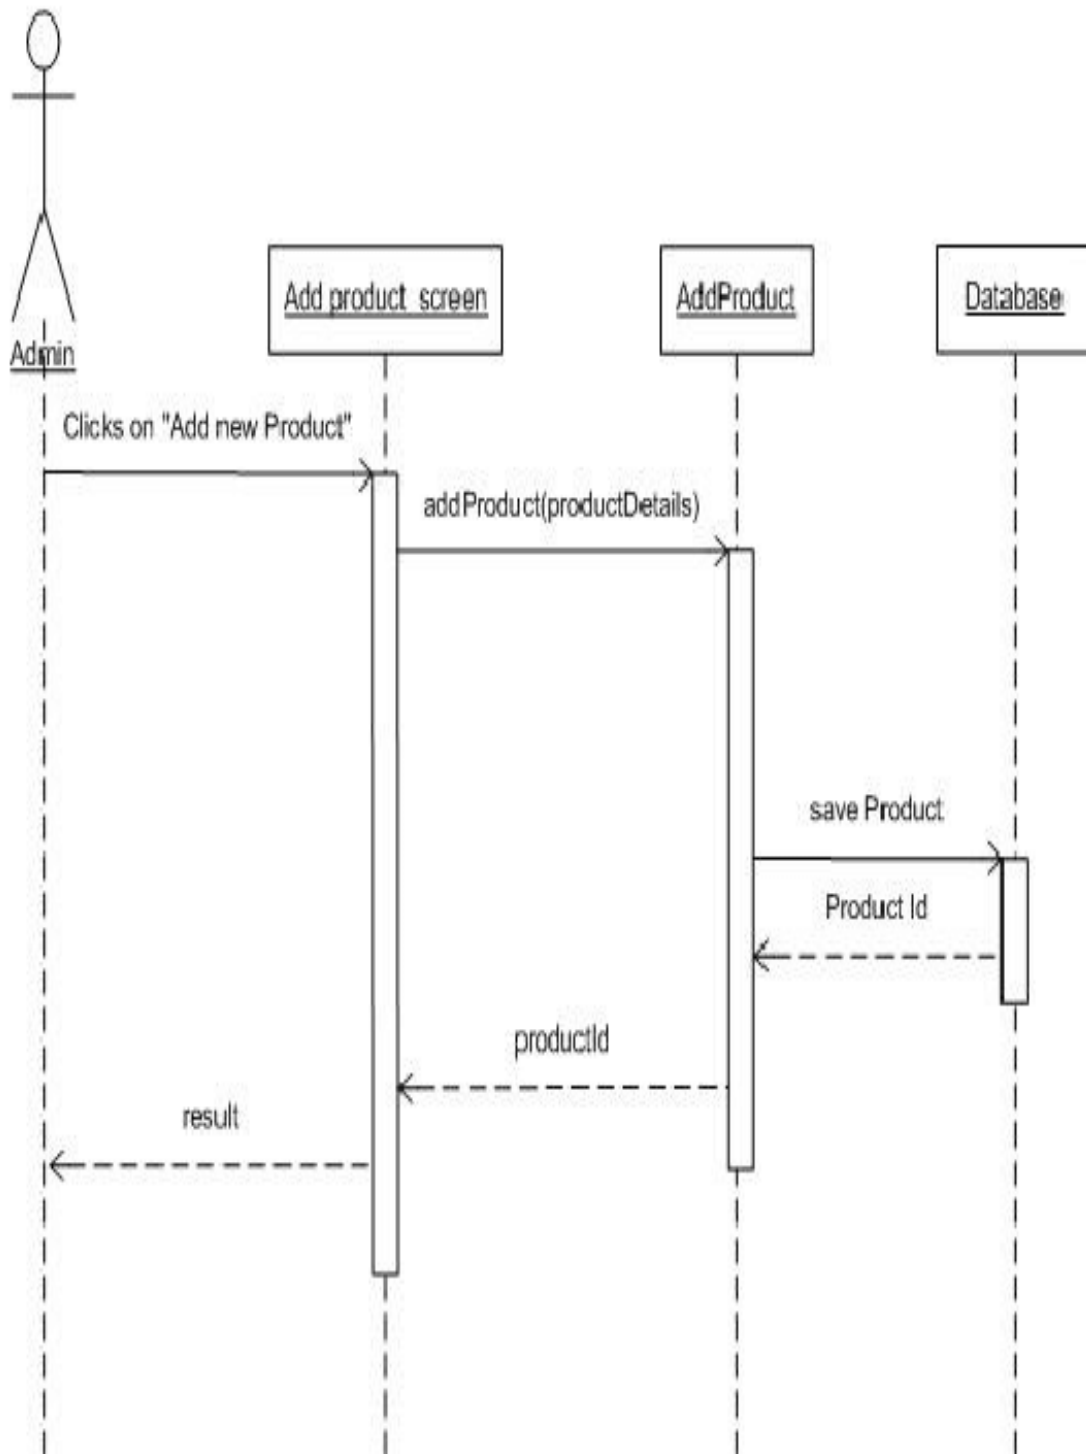 Add product screen
AddProduct
Database
Admin
Clicks on "Add new Product"
addProduct(productDetails)
save Product
Product Id
productId
result